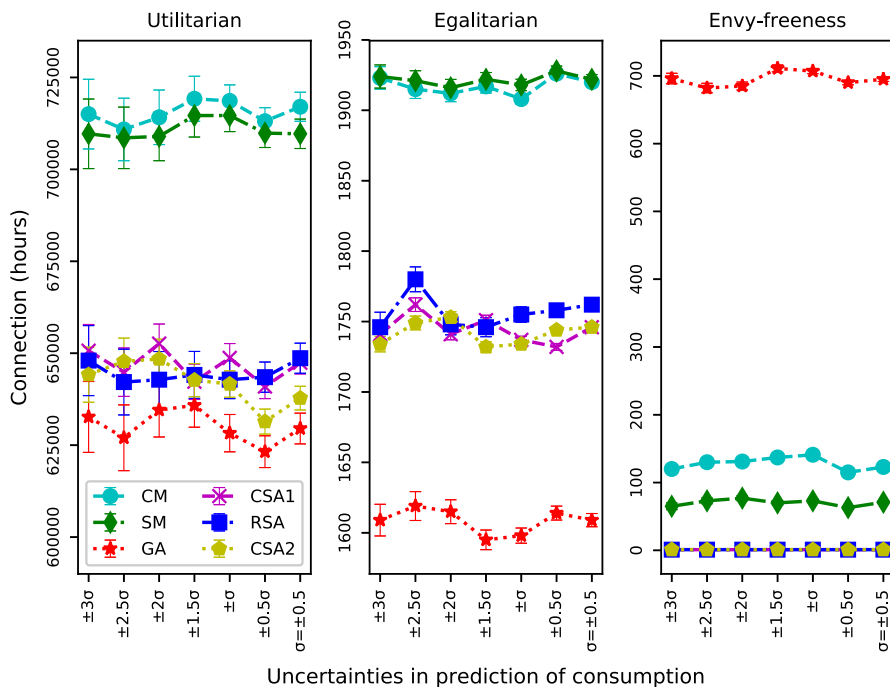 Utilitarian
Egalitarian
Envy-freeness
Connection (hours)
725000
700000
675000
650000
625000
600000
1950
1900
1850
1800
1750
1700
1650
1600
700
600
500
400
300
200
100
0
CM
SM
GA
CSA1
RSA
CSA2
±3σ
±2.5σ
±2σ
±1.5σ
±σ
±0.5σ
σ=±0.5
±3σ
±2.5σ
±2σ
±1.5σ
±σ
±0.5σ
σ=±0.5
±3σ
±2.5σ
±2σ
±1.5σ
±σ
±0.5σ
σ=±0.5
Uncertainties in prediction of consumption